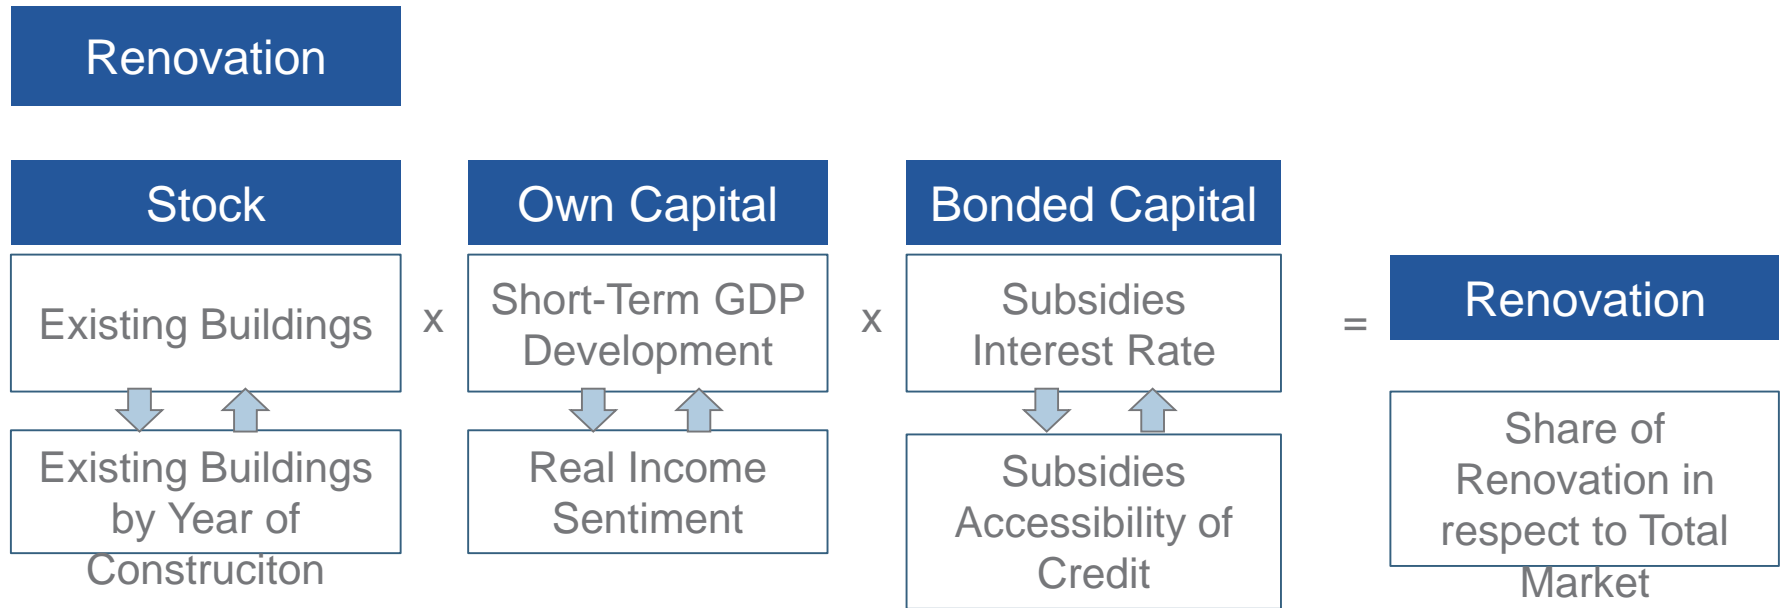 Renovation
Stock
Own Capital
Bonded Capital
Existing Buildings
x
Short-Term GDP
Development
x
Subsidies
Interest Rate
=
Renovation
Existing Buildings
by Year of
Construciton
Real Income
Sentiment
Subsidies
Accessibility of
Credit
Share of
Renovation in
respect to Total
Market